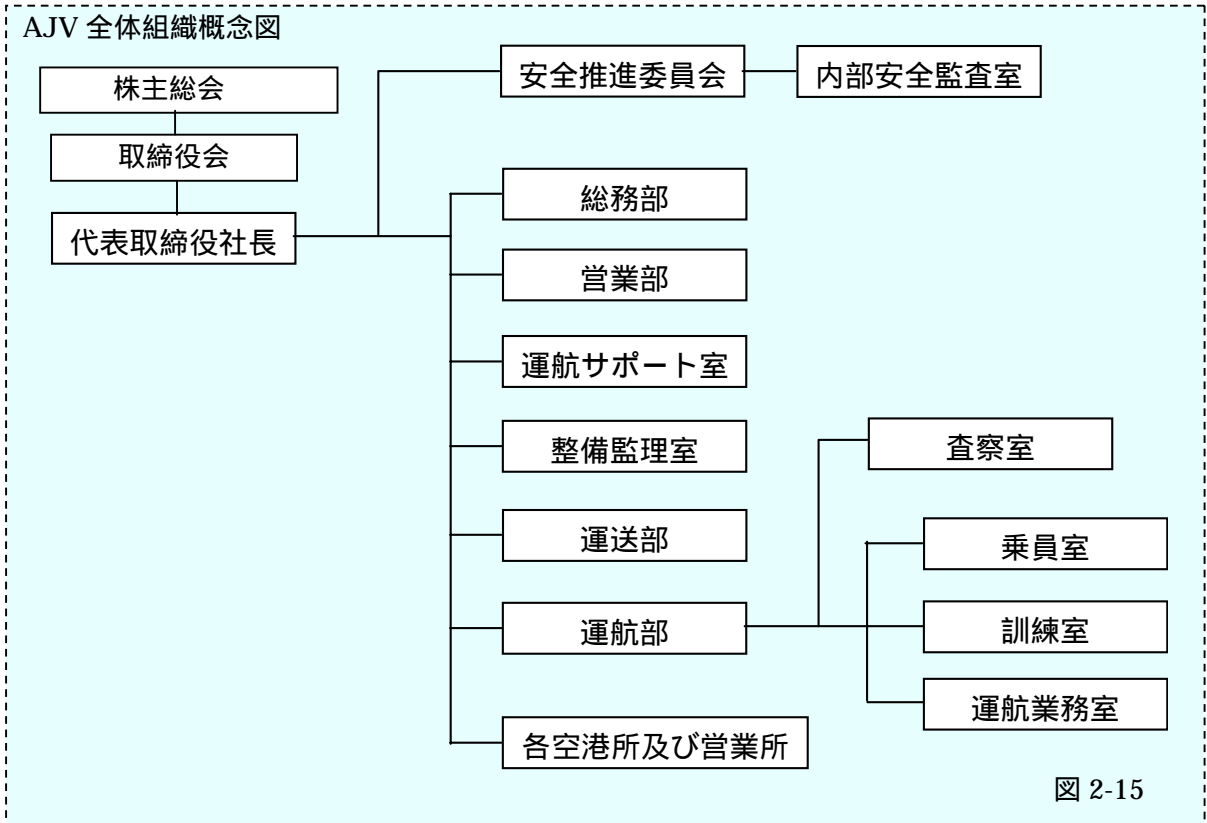 AJV 全体組織概念図
株主総会
取締役会
代表取締役社長
安全推進委員会
内部安全監査室
総務部
営業部
運航サポート室
整備監理室
運送部
運航部
各空港所及び営業所
査察室
乗員室
訓練室
運航業務室
図 2-15